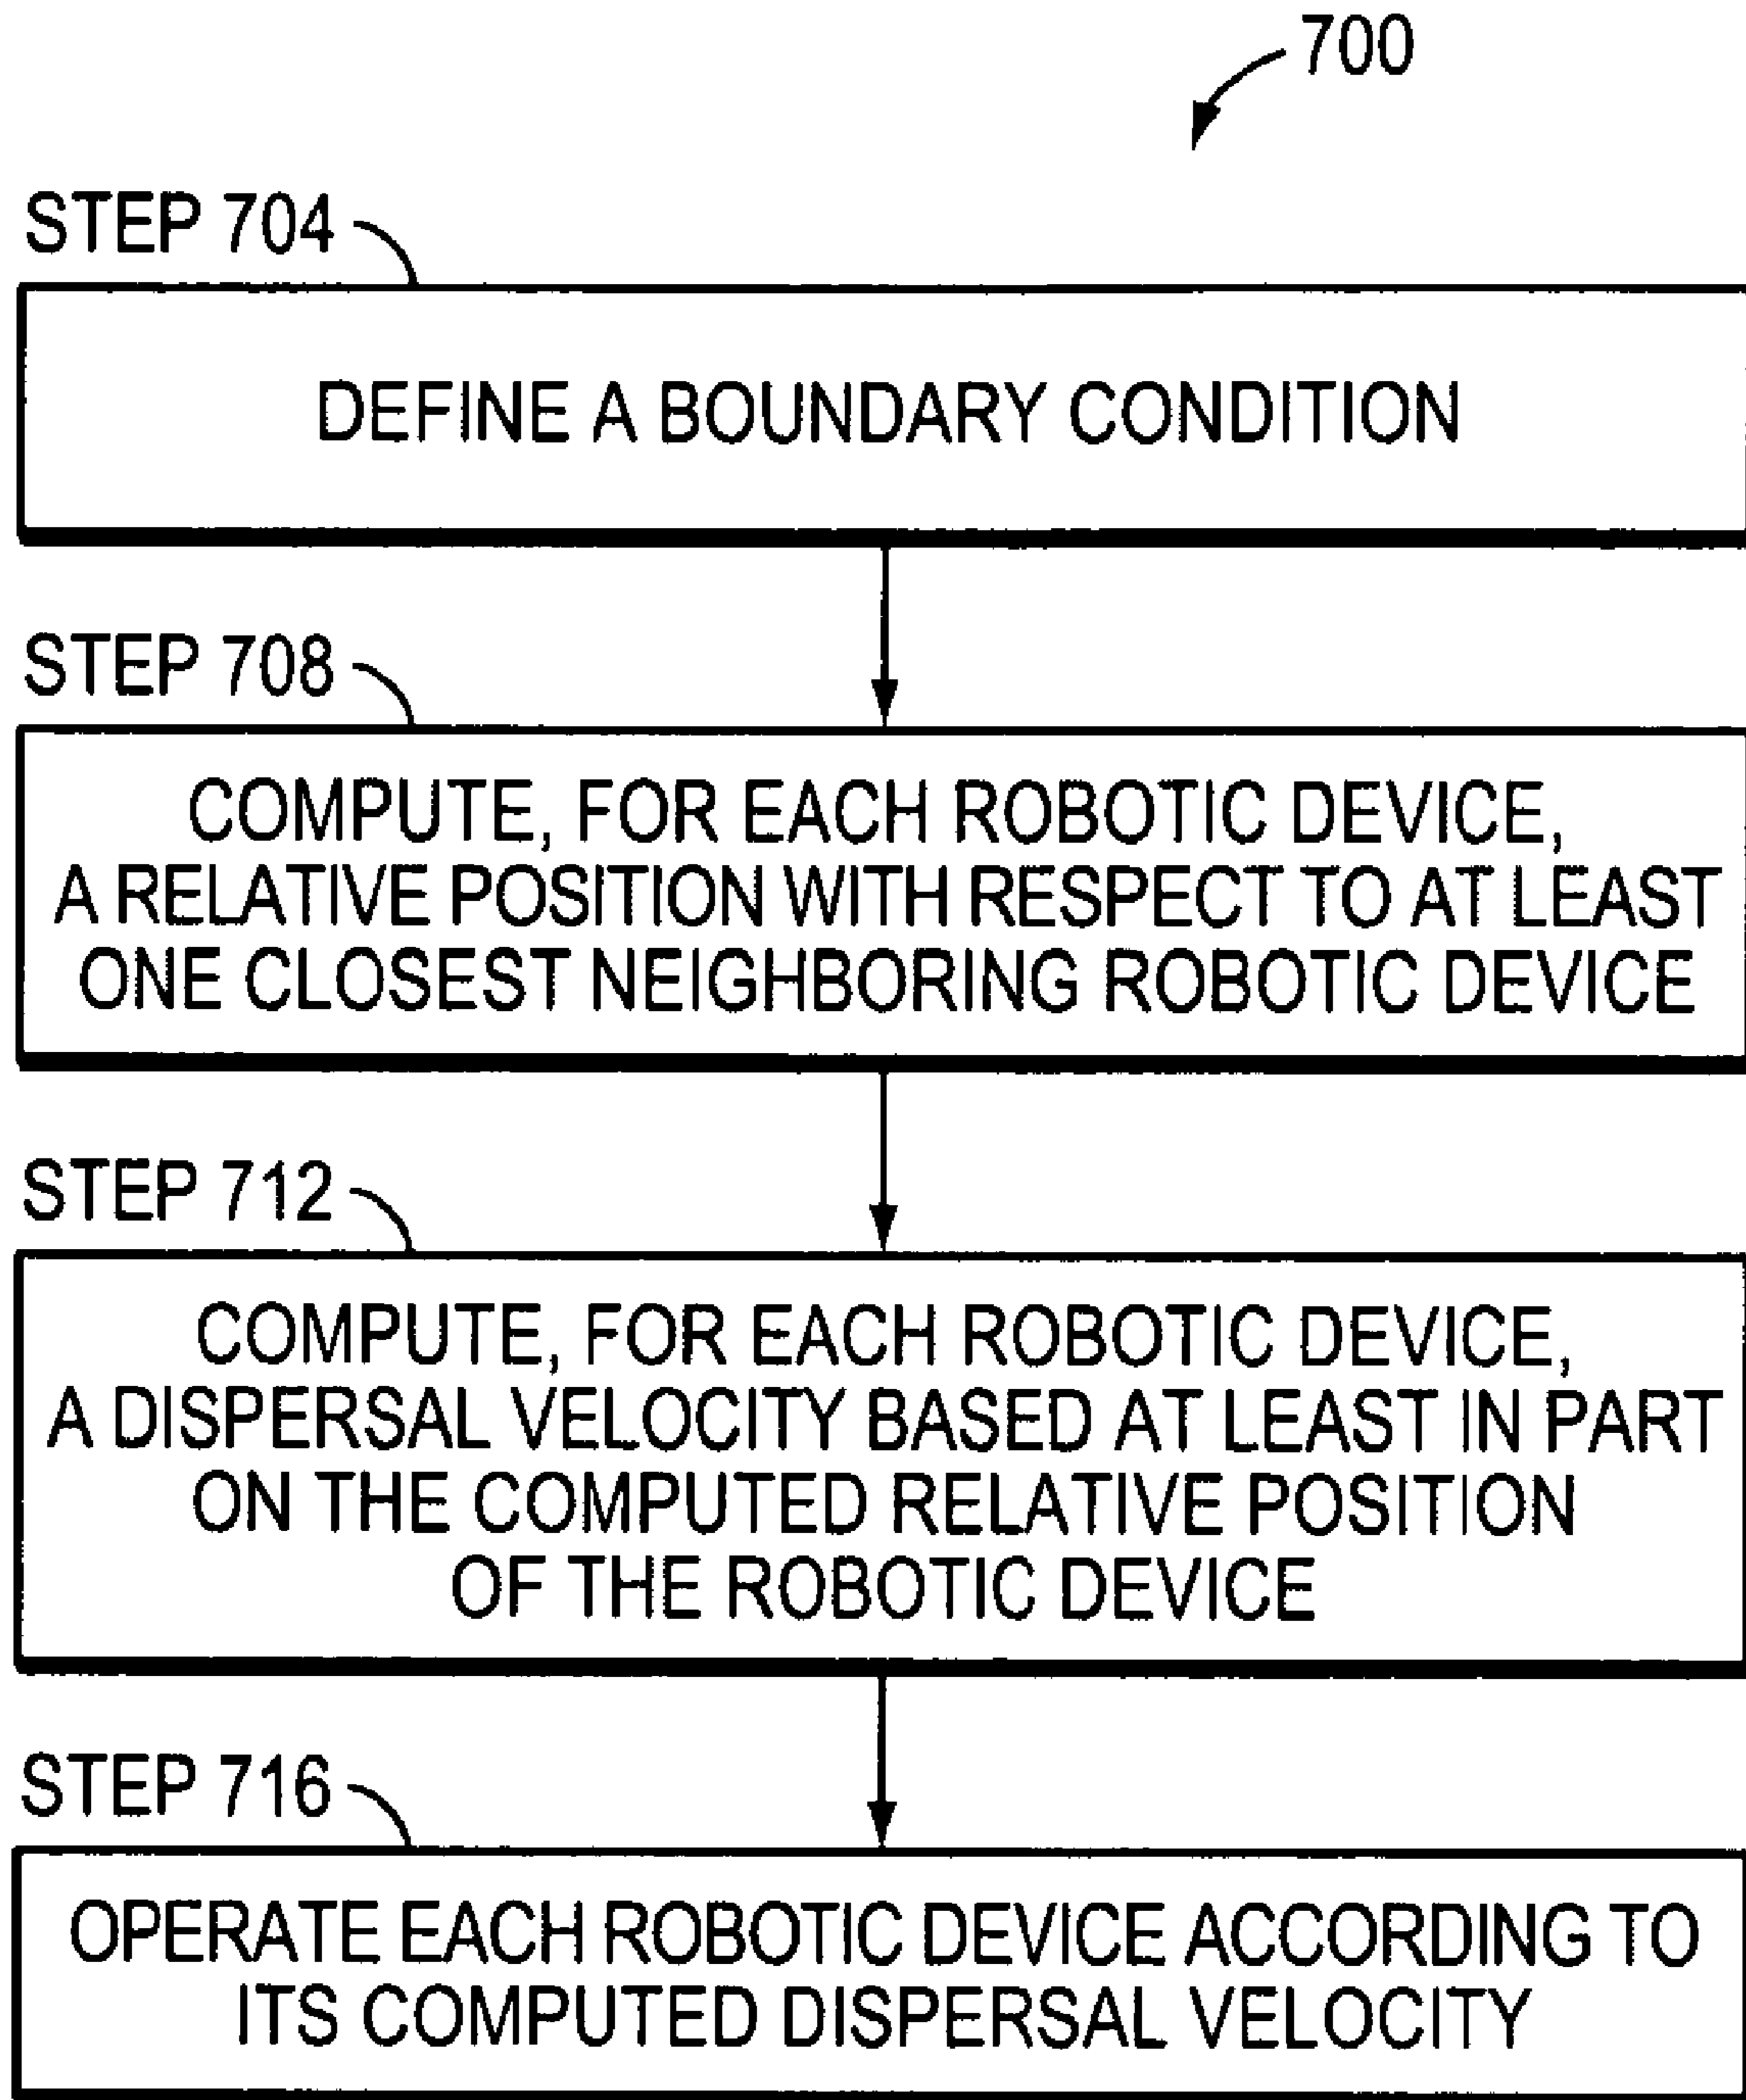 700
STEP 704
DEFINE A BOUNDARY CONDITION
STEP 708
COMPUTE, FOR EACH ROBOTIC DEVICE,
A RELATIVE POSITION WITH RESPECT TO AT LEAST
ONE CLOSEST NEIGHBORING ROBOTIC DEVICE
STEP 712
COMPUTE, FOR EACH ROBOTIC DEVICE,
A DISPERSAL VELOCITY BASED AT LEAST IN PART
ON THE COMPUTED RELATIVE POSITION
OF THE ROBOTIC DEVICE
STEP 716
OPERATE EACH ROBOTIC DEVICE ACCORDING TO
ITS COMPUTED DISPERSAL VELOCITY